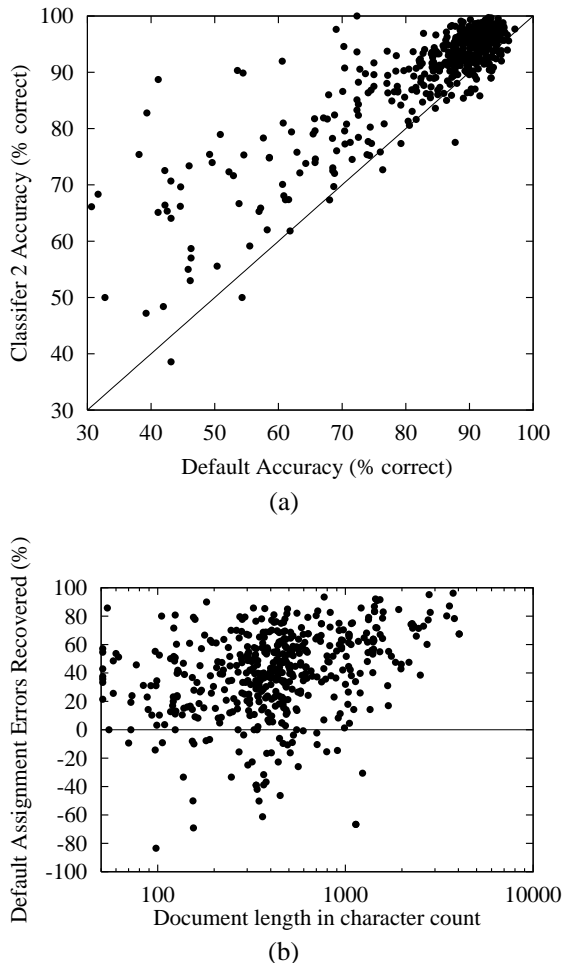 100
90
80
70
60
50
40
30
Classifer 2 Accuracy (% correct)
30 40 50 60 70 80 90 100
Default Accuracy (% correct)
(a)
100
80
60
40
20
0
-20
-40
-60
-80
-100
Default Assignment Errors Recovered (%)
100 1000 10000
Document length in character count
(b)